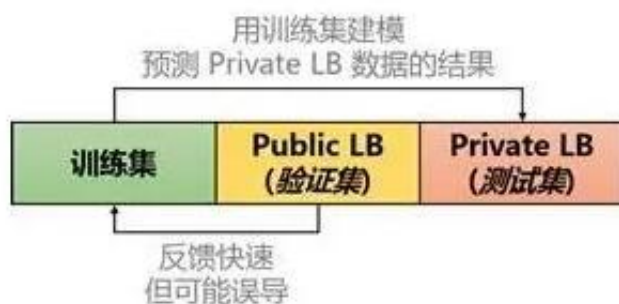 用训练集建模
预测 Private LB 数据的结果
训练集
Public LB
(验证集)
Private LB
(测试集)
反馈快速
但可能误导